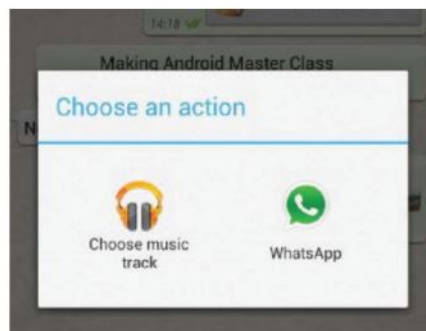 14:18
Making Android Master Class
Choose an action
N
Choose music
track
WhatsApp